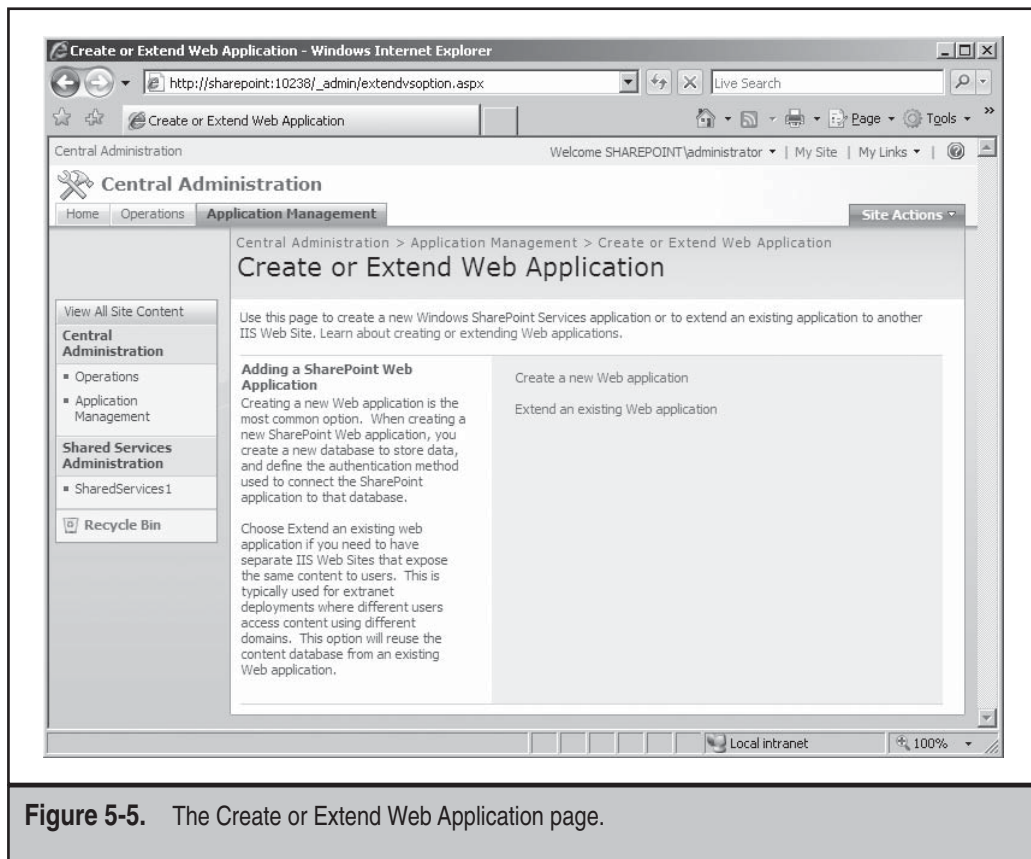 Create or Extend Web Application - Windows Internet Explorer
http://sharepoint:10238/_admin/extendvsoption.aspx
Live Search
Create or Extend Web Application
Page
Tools
»
Central Administration
Welcome SHAREPOINT\administrator
| My Site | My Links |
Central Administration
Home
Operations
Application Management
Site Actions
Central Administration > Application Management > Create or Extend Web Application
Create or Extend Web Application
View All Site Content
Central
Administration
Operations
Application
Management
Shared Services
Administration
SharedServices1
Recycle Bin
Use this page to create a new Windows SharePoint Services application or to extend an existing application to another
IIS Web Site. Learn about creating or extending Web applications.
Adding a SharePoint Web
Application
Creating a new Web application is the
most common option. When creating a
new SharePoint Web application, you
create a new database to store data,
and define the authentication method
used to connect the SharePoint
application to that database.
Choose Extend an existing web
application if you need to have
separate IIS Web Sites that expose
the same content to users. This is
typically used for extranet
deployments where different users
access content using different
domains. This option will reuse the
content database from an existing
Web application.
Create a new Web application
Extend an existing Web application
Local intranet
100%
Figure 5-5. The Create or Extend Web Application page.